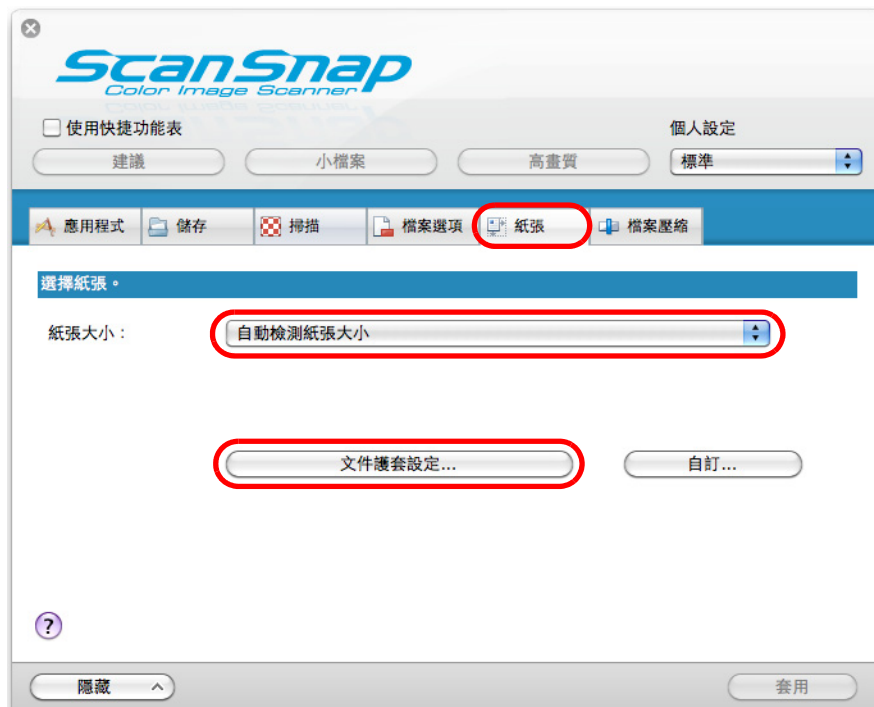 ScanSnap
Color Image Scanner
使用快捷功能表
個人設定
建議 小檔案 高畫質 標準
應用程式 儲存 掃描 檔案選項 紙張 檔案壓縮
選擇紙張。
紙張大小： 自動檢測紙張大小
文件護套設定... 自訂...
?
隱藏 套用